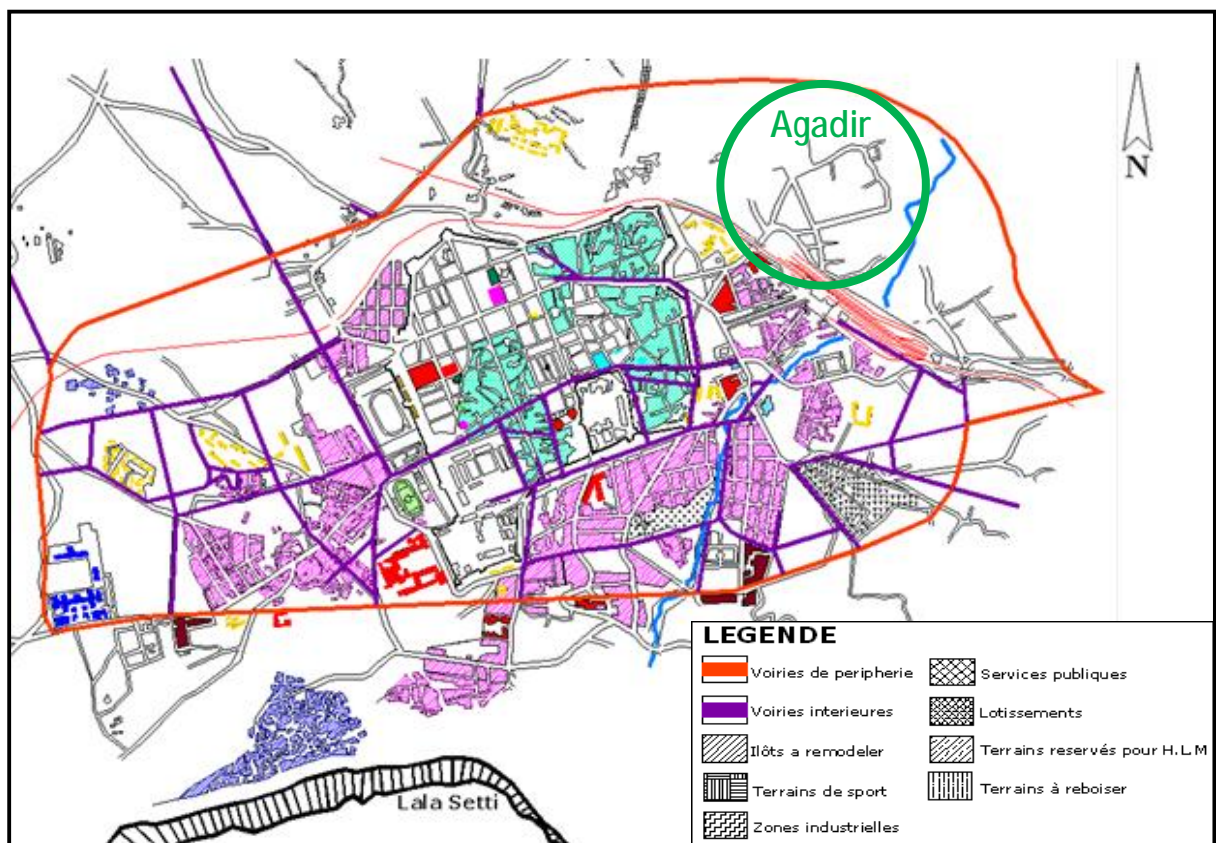 Agadir
N
LEGENDE
Voiries de peripherie
Voiries interieures
Ilôts a remodeler
Terrains de sport
Zones industrielles
Services publiques
Lotissements
Terrains reservés pour H.L.M
Terrains à reboiser
Lala Setti